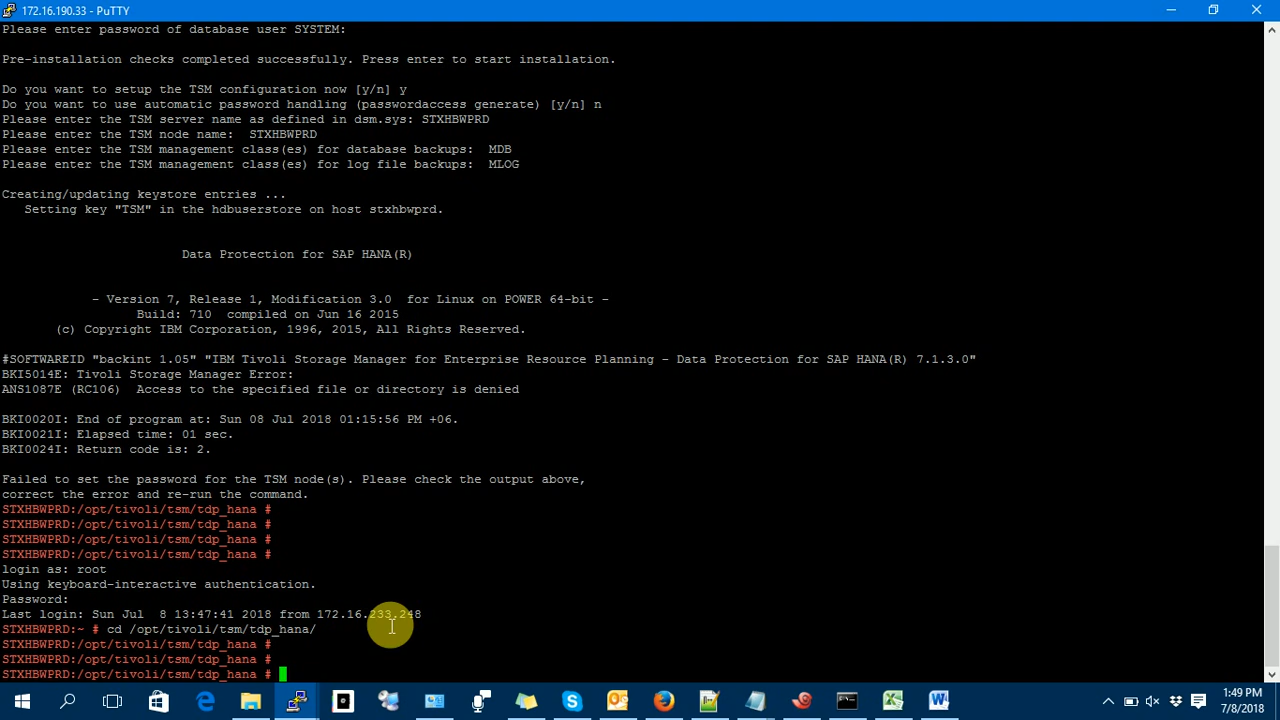 172.16.190.33 - PuTTY
Please enter password of database user SYSTEM:
Pre-installation checks completed successfully. Press enter to start installation.
Do you want to setup the TSM configuration now [y/n] y
Do you want to use automatic password handling (passwordaccess generate) [y/n] n
Please enter the TSM server name as defined in dsm.sys: STXHBWPRD
Please enter the TSM node name:  STXHBWPRD
Please enter the TSM management class(es) for database backups:  MDB
Please enter the TSM management class(es) for log file backups:  MLOG
Creating/updating keystore entries ...
Setting key "TSM" in the hdbuserstore on host stxhbwprd.
Data Protection for SAP HANA(R)
- Version 7, Release 1, Modification 3.0  for Linux on POWER 64-bit -
Build: 710  compiled on Jun 16 2015
(c) Copyright IBM Corporation, 1996, 2015, All Rights Reserved.
#SOFTWAREID "backint 1.05" "IBM Tivoli Storage Manager for Enterprise Resource Planning - Data Protection for SAP HANA(R) 7.1.3.0"
BKI5014E: Tivoli Storage Manager Error:
ANS1087E (RC106)  Access to the specified file or directory is denied
BKI0020I: End of program at: Sun 08 Jul 2018 01:15:56 PM +06.
BKI0021I: Elapsed time: 01 sec.
BKI0024I: Return code is: 2.
Failed to set the password for the TSM node(s). Please check the output above,
correct the error and re-run the command.
STXHBWPRD:/opt/tivoli/tsm/tdp_hana #
STXHBWPRD:/opt/tivoli/tsm/tdp_hana #
STXHBWPRD:/opt/tivoli/tsm/tdp_hana #
STXHBWPRD:/opt/tivoli/tsm/tdp_hana #
login as: root
Using keyboard-interactive authentication.
Password:
Last login: Sun Jul  8 13:47:41 2018 from 172.16.233.248
STXHBWPRD:~ # cd /opt/tivoli/tsm/tdp_hana/
STXHBWPRD:/opt/tivoli/tsm/tdp_hana #
STXHBWPRD:/opt/tivoli/tsm/tdp_hana #
STXHBWPRD:/opt/tivoli/tsm/tdp_hana #
1:49 PM
7/8/2018